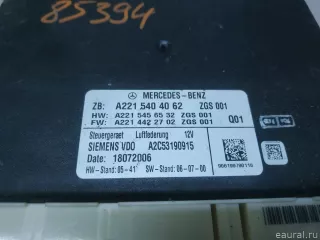 85394
MERCEDES-BENZ
ZB: A221 540 40 62 ZGS 001
HW: A221 545 65 32 ZGS 001
FW: A221 442 27 02 ZGS 001 Q01
Steuergeraet Luftfederung 12V
SIEMENS VDO A2C53190915
Date: 18072006
HW-Stand: 05-41 SW-Stand: 06-07-00
© eaural.ru